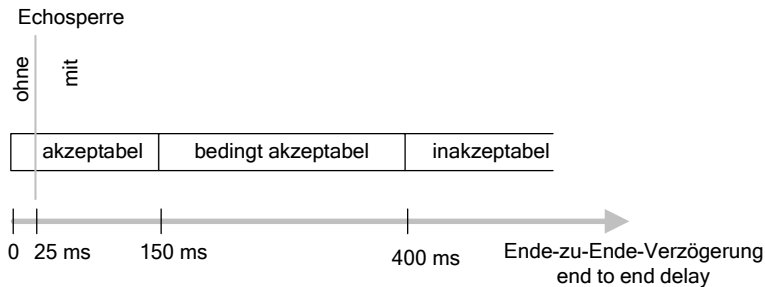 Echosperre
ohne
mit
akzeptabel
bedingt akzeptabel
inakzeptabel
0
25 ms
150 ms
400 ms
Ende-zu-Ende-Verzögerung
end to end delay